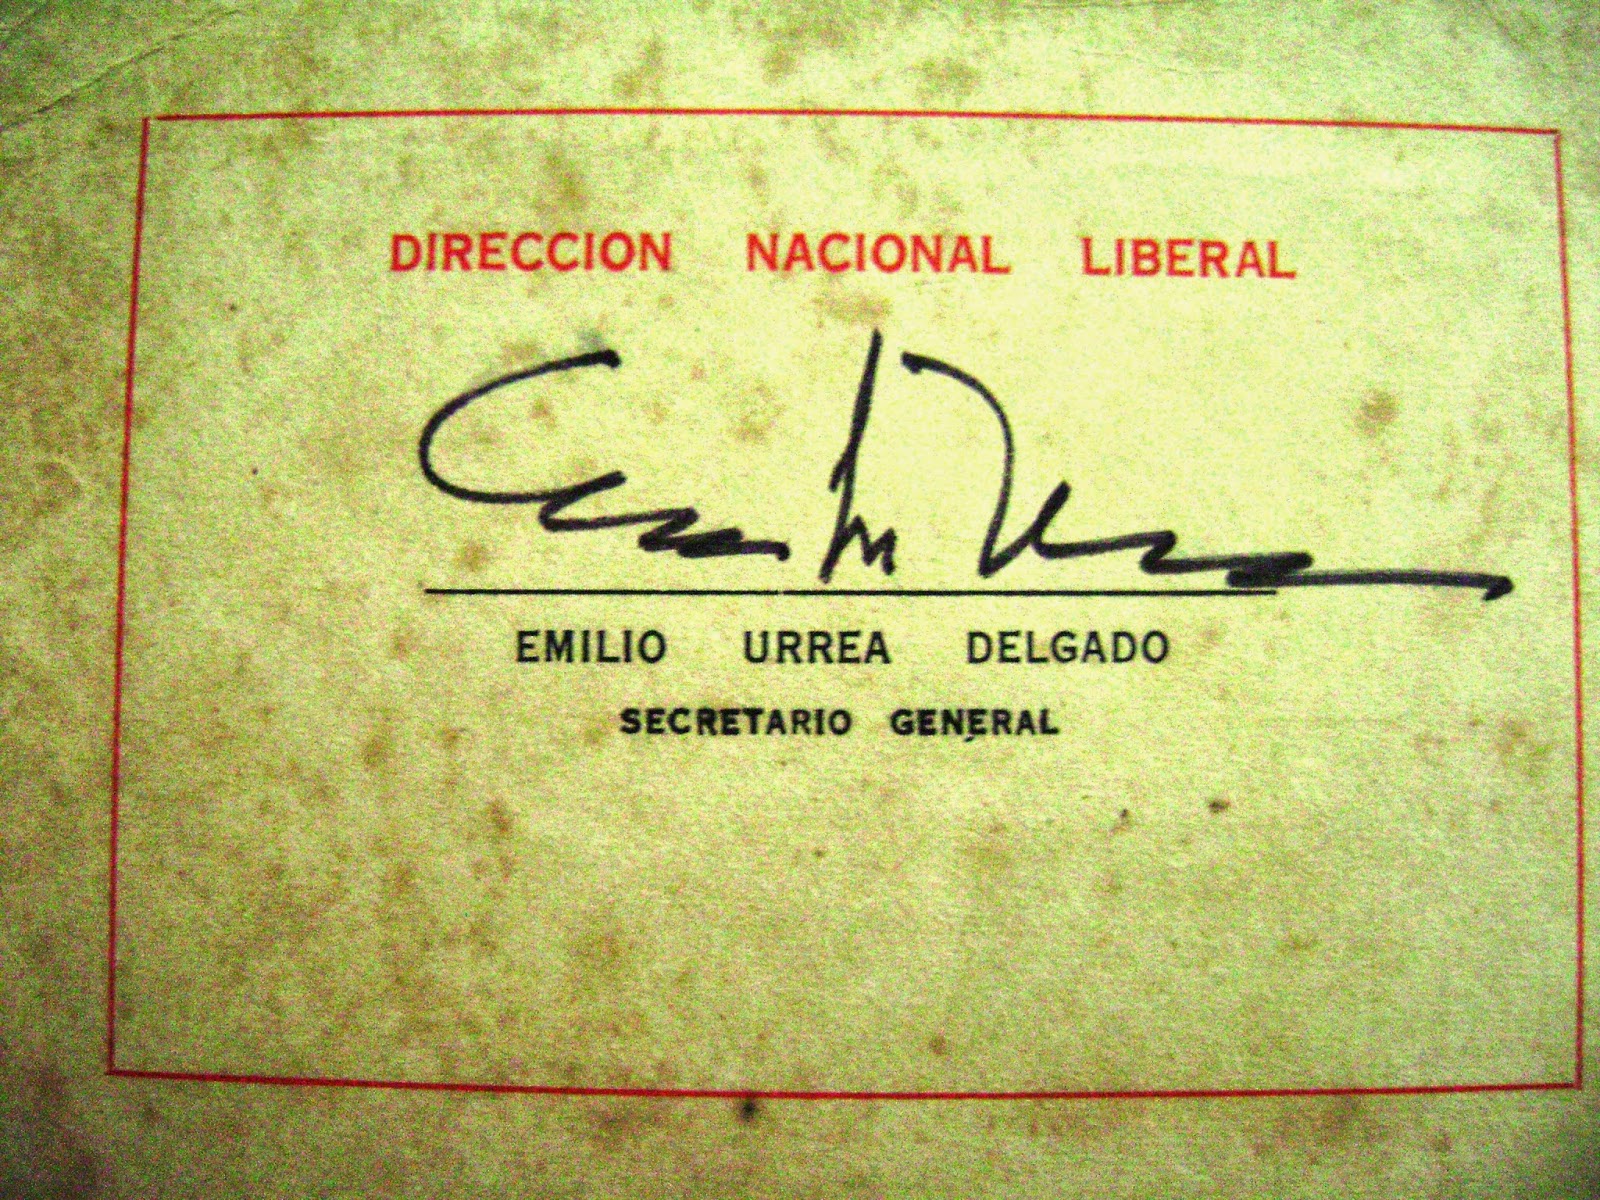 DIRECCION NACIONAL LIBERAL
EMILIO URREA DELGADO
SECRETARIO GENERAL